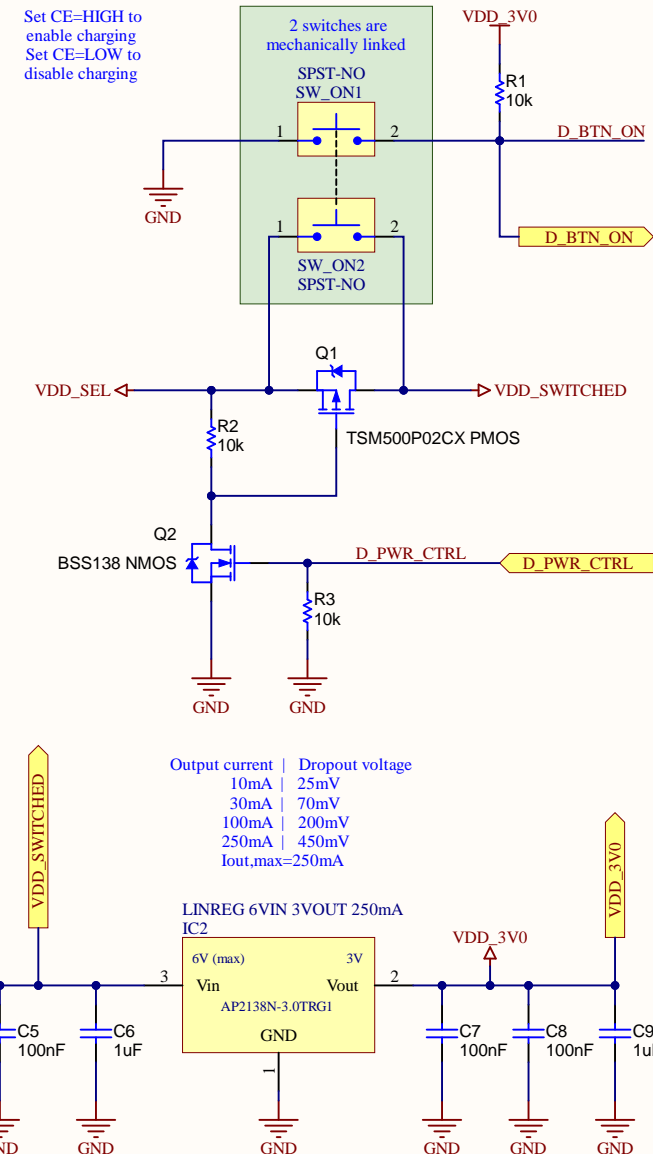 Set CE=HIGH to
enable charging
Set CE=LOW to
disable charging
2 switches are
mechanically linked
SPST-NO
SW_ON1
1
2
VDD_3V0
R1
10k
D_BTN_ON
GND
1
2
D_BTN_ON
SW_ON2
SPST-NO
Q1
VDD_SEL
VDD_SWITCHED
R2
10k
TSM500P02CX PMOS
Q2
BSS138 NMOS
D_PWR_CTRL
D_PWR_CTRL
R3
10k
GND
GND
Output current | Dropout voltage
10mA | 25mV
30mA | 70mV
100mA | 200mV
250mA | 450mV
Iout,max=250mA
VDD_SWITCHED
VDD_3V0
LINREG 6VIN 3VOUT 250mA
IC2
VDD_3V0
6V (max)
3V
3
Vin
Vout
2
AP2138N-3.0TRG1
GND
1
C5
100nF
C6
1uF
C7
100nF
C8
100nF
C9
1u
GND
GND
GND
GND
GND